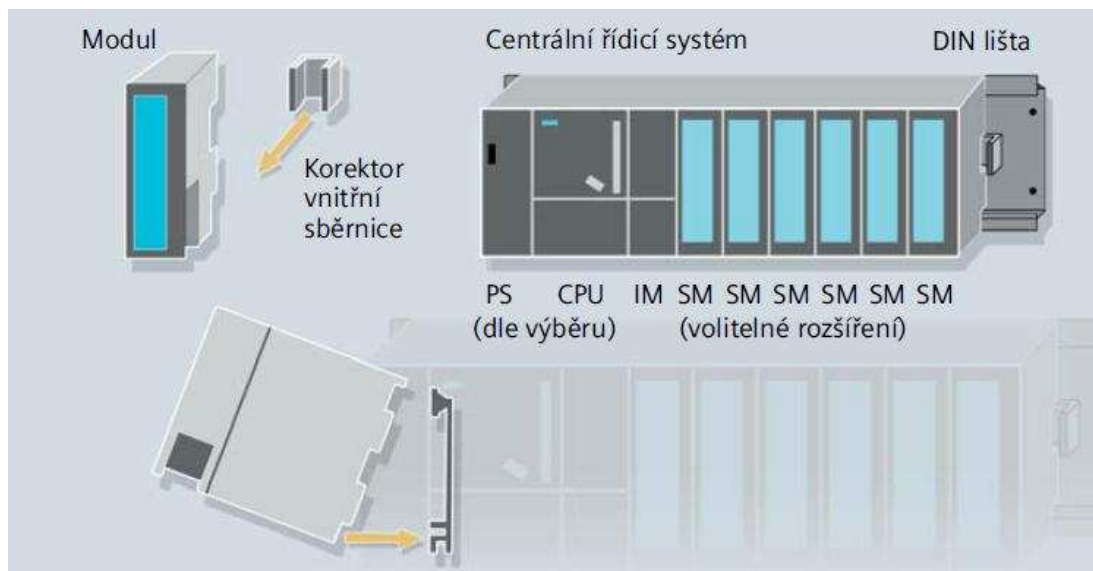 Modul
Centrální řídicí systém
DIN lišta
Korektor
vnitřní
sběrnice
PS CPU IM SM SM SM SM SM SM
(dle výběru) (volitelné rozšíření)